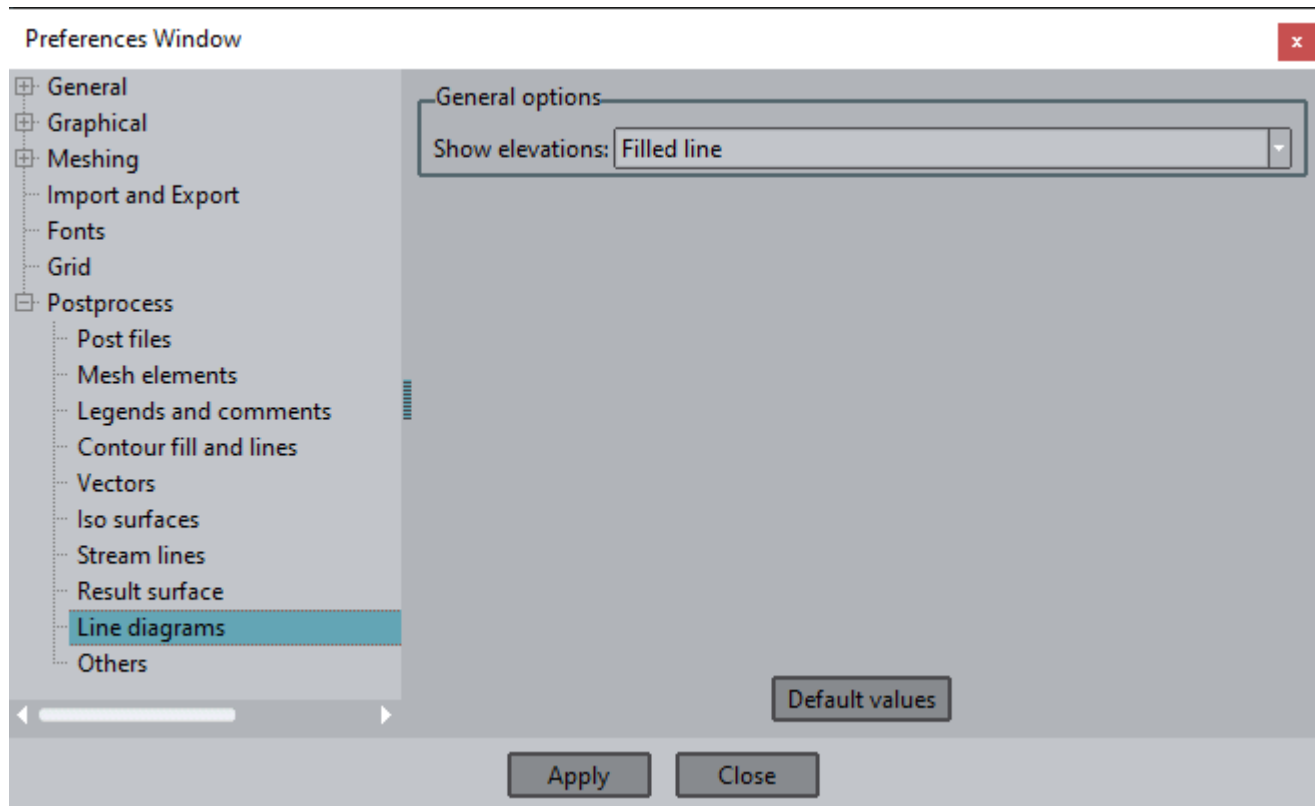 Preferences Window
x
General
Graphical
Meshing
Import and Export
Fonts
Grid
Postprocess
Post files
Mesh elements
Legends and comments
Contour fill and lines
Vectors
Iso surfaces
Stream lines
Result surface
Line diagrams
Others
General options
Show elevations: Filled line
Default values
Apply Close